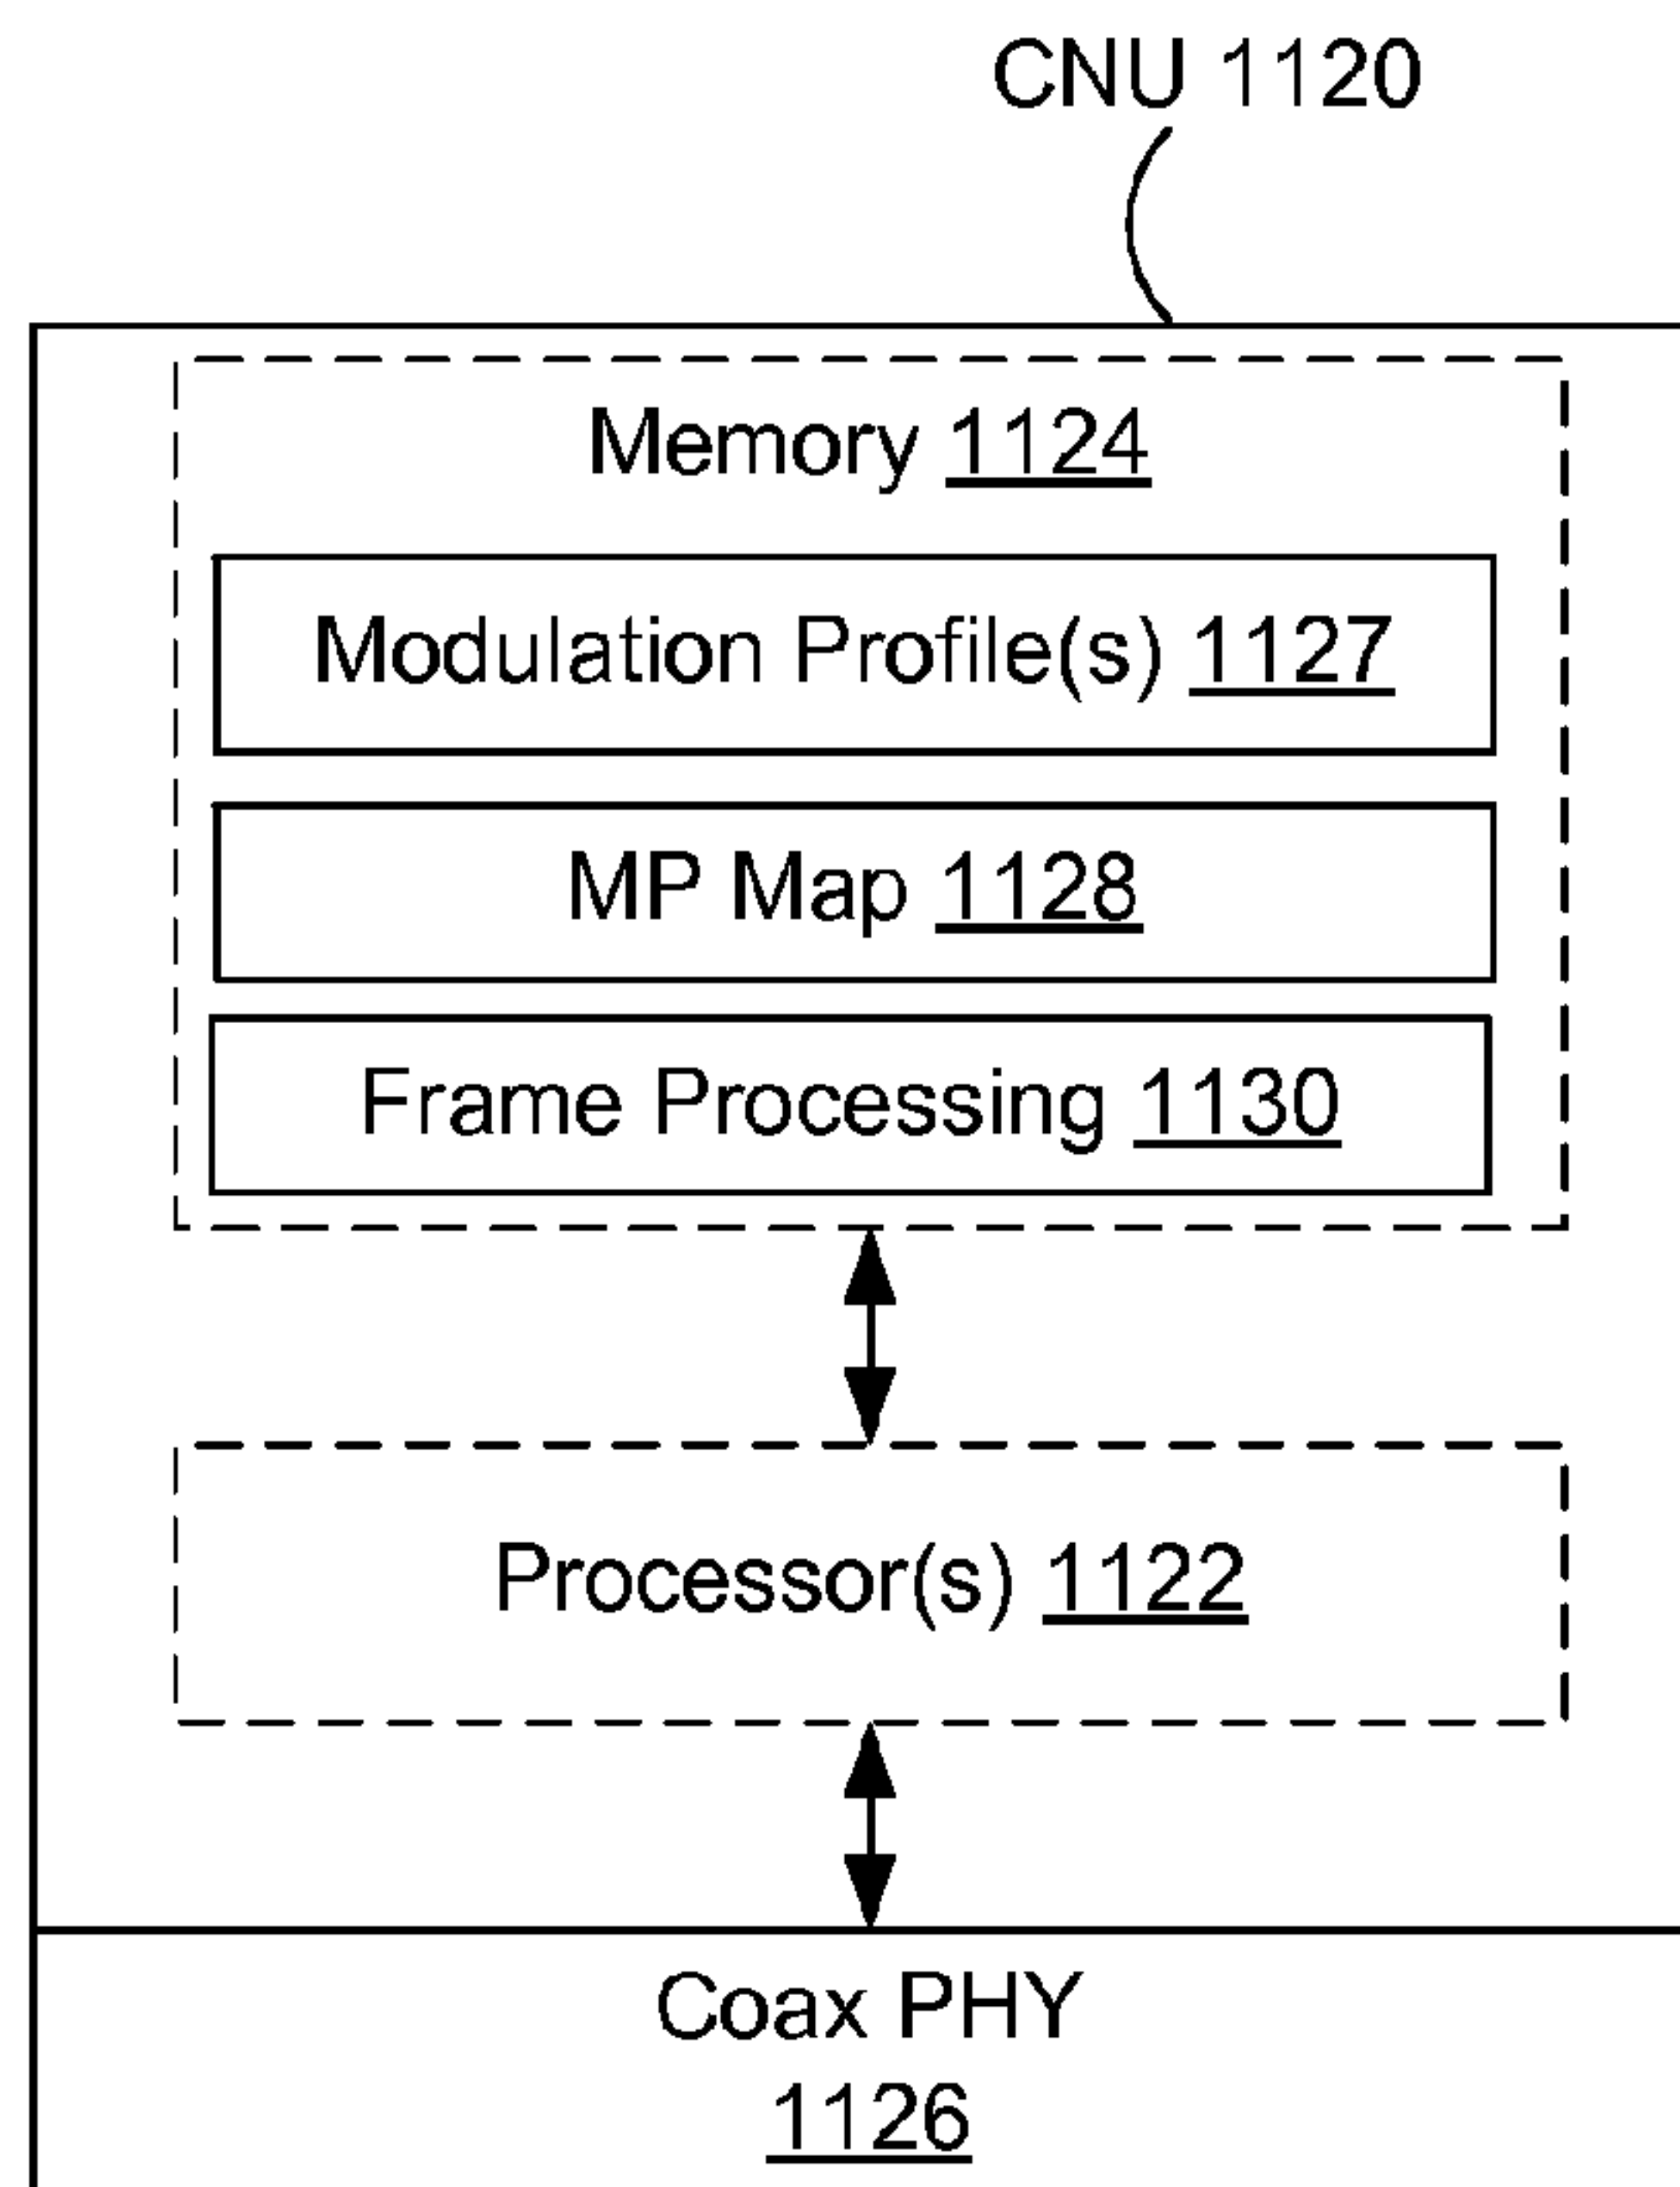 CNU 1120
Memory 1124
Modulation Profile(s) 1127
MP Map 1128
Frame Processing 1130
Processor(s) 1122
Coax PHY
1126